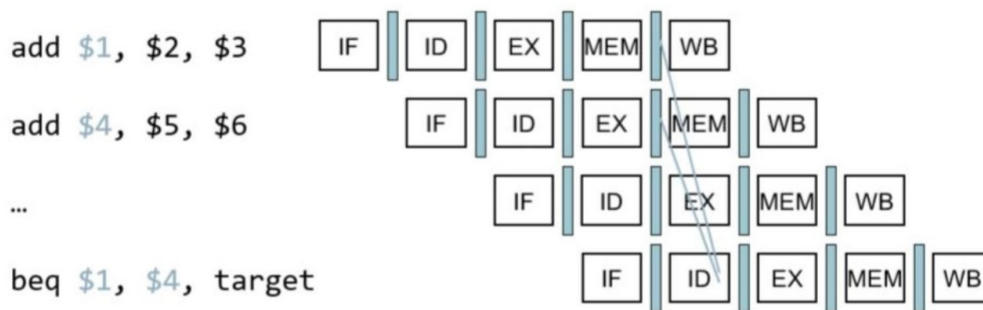 add $1, $2, $3 IF ID EX MEM WB
add $4, $5, $6 IF ID EX MEM WB
… IF ID EX MEM WB
beq $1, $4, target IF ID EX MEM WB